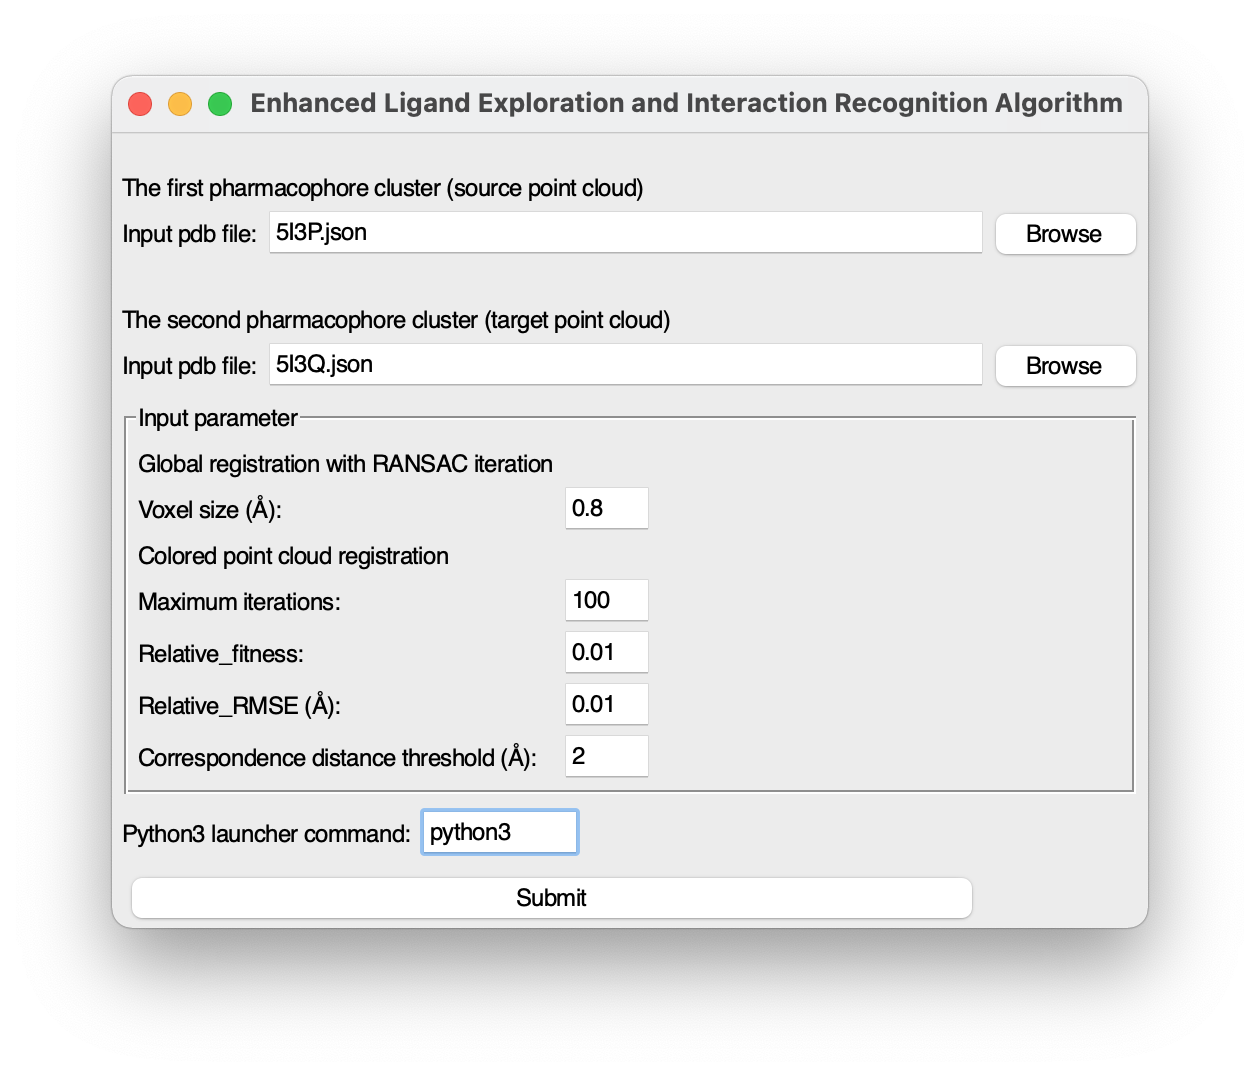 Enhanced Ligand Exploration and Interaction Recognition Algorithm
The first pharmacophore cluster (source point cloud)
Input pdb file: 5I3P.json Browse
The second pharmacophore cluster (target point cloud)
Input pdb file: 5I3Q.json Browse
Input parameter
Global registration with RANSAC iteration
Voxel size (Å): 0.8
Colored point cloud registration
Maximum iterations: 100
Relative_fitness: 0.01
Relative_RMSE (Å): 0.01
Correspondence distance threshold (Å): 2
Python3 launcher command: python3
Submit